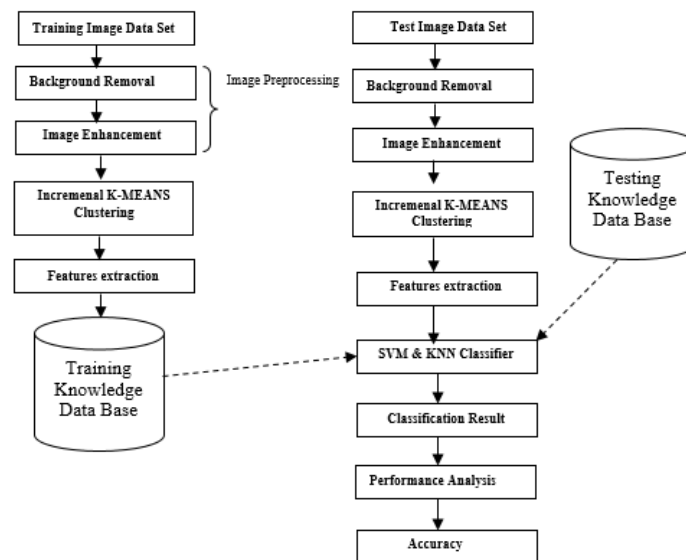 Training Image Data Set
Background Removal
Image Enhancement
Image Preprocessing
Incremenal K-MEANS
Clustering
Features extraction
Training
Knowledge
Data Base
Test Image Data Set
Background Removal
Image Enhancement
Incremenal K-MEANS
Clustering
Features extraction
SVM & KNN Classifier
Classification Result
Performance Analysis
Accuracy
Testing
Knowledge
Data Base